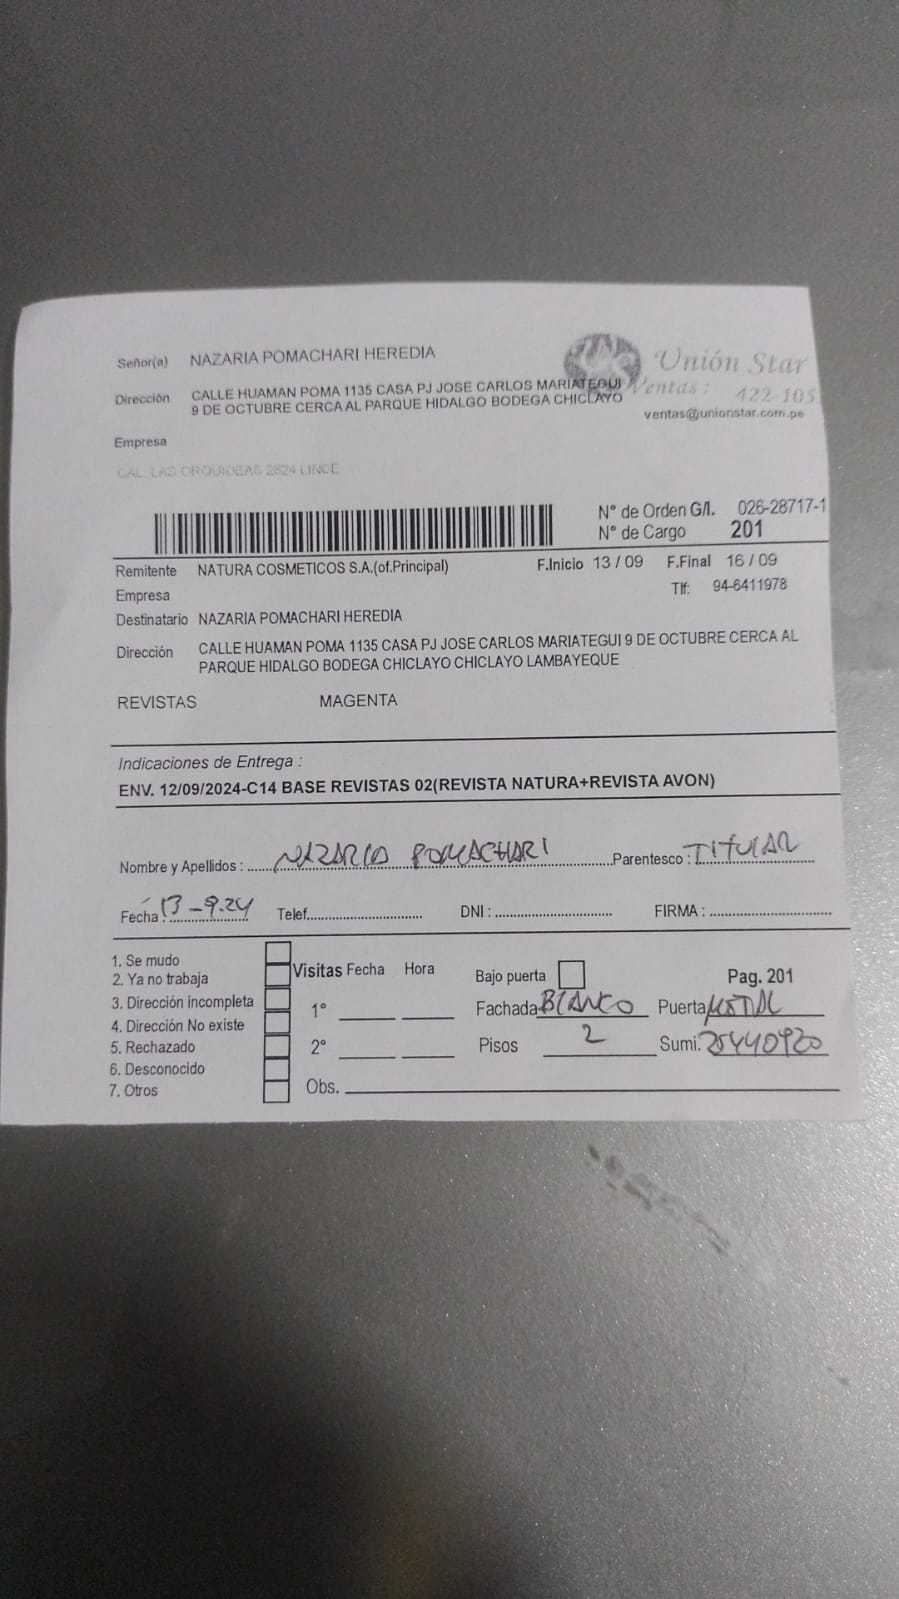 Señor(a) NAZARIA POMACHARI HEREDIA
Unión Star
Dirección CALLE HUAMAN POMA 1135 CASA PJ JOSE CARLOS MARIATEGUI
9 DE OCTUBRE CERCA AL PARQUE HIDALGO BODEGA CHICLAYO
Ventas : 422-105
ventas@unionstar.com.pe
Empresa
CAL. LAS ORQUIDEAS 2824 LINCE
N° de Orden G/I. 026-28717-1
N° de Cargo 201
Remitente NATURA COSMETICOS S.A.(of.Principal) F.Inicio 13 / 09 F.Final 16 / 09
Empresa Tlf: 94-6411978
Destinatario NAZARIA POMACHARI HEREDIA
Dirección CALLE HUAMAN POMA 1135 CASA PJ JOSE CARLOS MARIATEGUI 9 DE OCTUBRE CERCA AL
PARQUE HIDALGO BODEGA CHICLAYO CHICLAYO LAMBAYEQUE
REVISTAS MAGENTA
Indicaciones de Entrega :
ENV. 12/09/2024-C14 BASE REVISTAS 02(REVISTA NATURA+REVISTA AVON)
Nombre y Apellidos : NAZARIA POMACHARI Parentesco : TITULAR
Fecha : 13-9.24 Telef. DNI : FIRMA :
1. Se mudo
2. Ya no trabaja
3. Dirección incompleta
4. Dirección No existe
5. Rechazado
6. Desconocido
7. Otros
Visitas Fecha Hora
1°
2°
Obs.
Bajo puerta Pag. 201
Fachada BLANCO Puerta METAL
Pisos 2 Sumi. 25440920